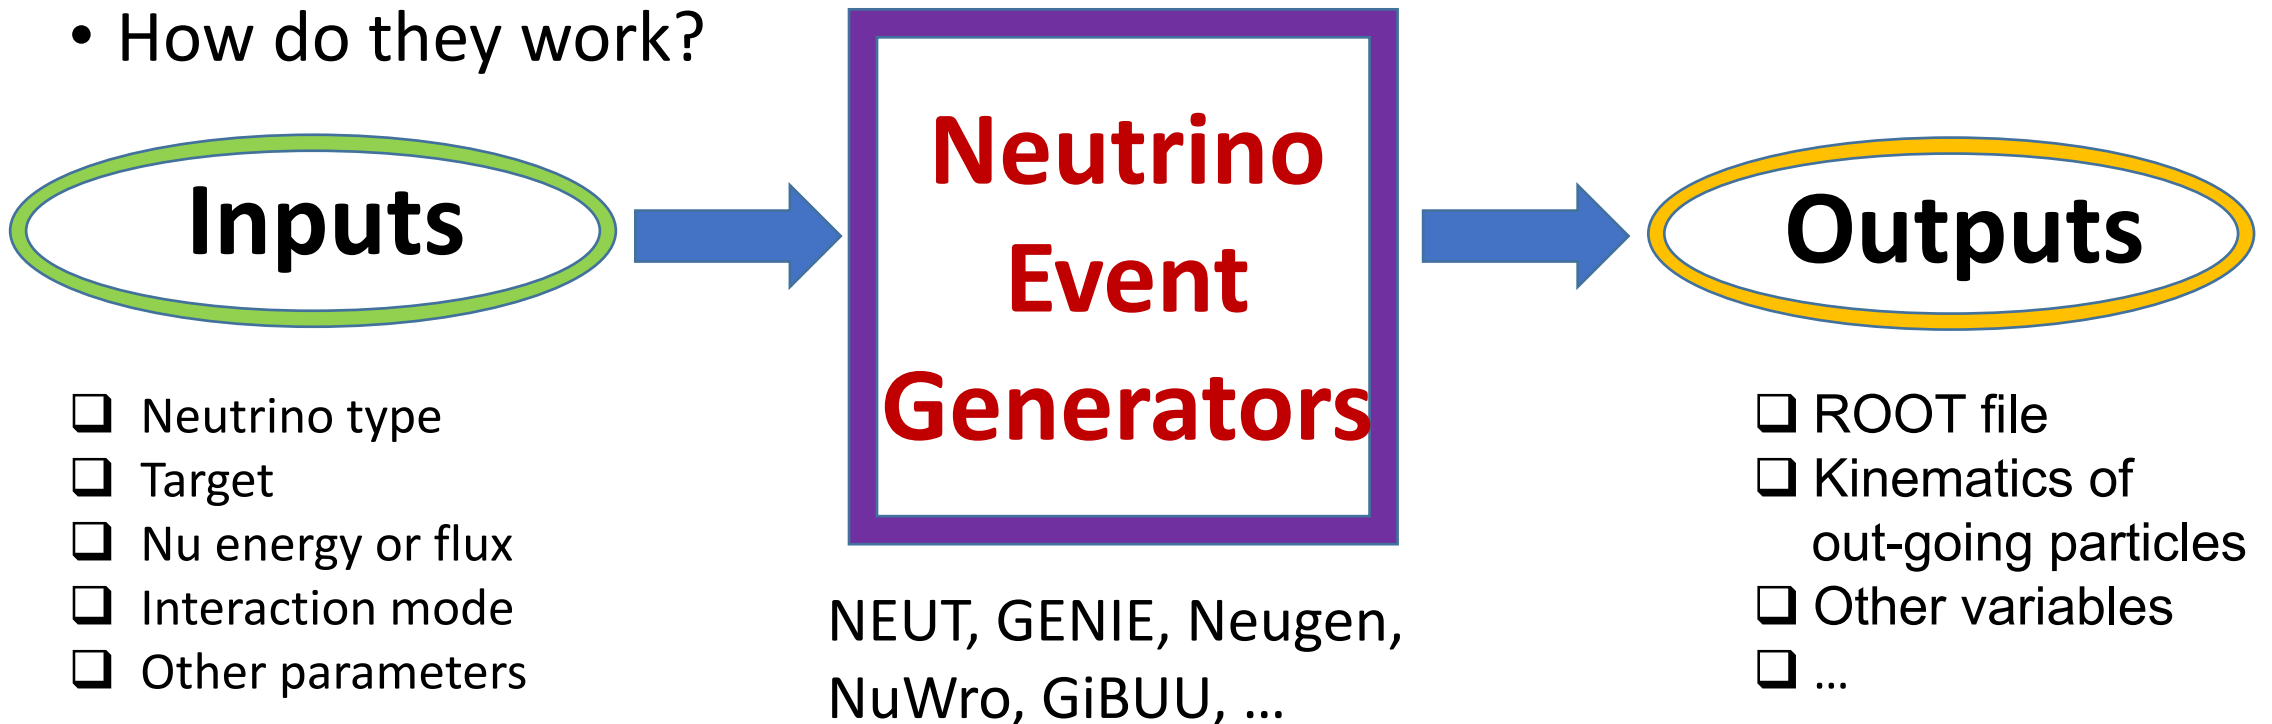 • How do they work?
Inputs
❑ Neutrino type
❑ Target
❑ Nu energy or flux
❑ Interaction mode
❑ Other parameters
Neutrino
Event
Generators
NEUT, GENIE, Neugen,
NuWro, GiBUU, ...
Outputs
❑ ROOT file
❑ Kinematics of
out-going particles
❑ Other variables
❑ ...